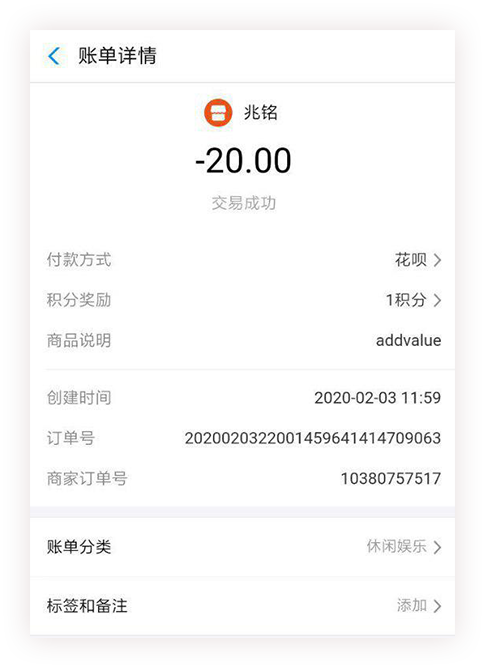 账单详情
兆铭
-20.00
交易成功
付款方式 花呗
积分奖励 1积分
商品说明 addvalue
创建时间 2020-02-03 11:59
订单号 2020020322001459641414709063
商家订单号 10380757517
账单分类 休闲娱乐
标签和备注 添加